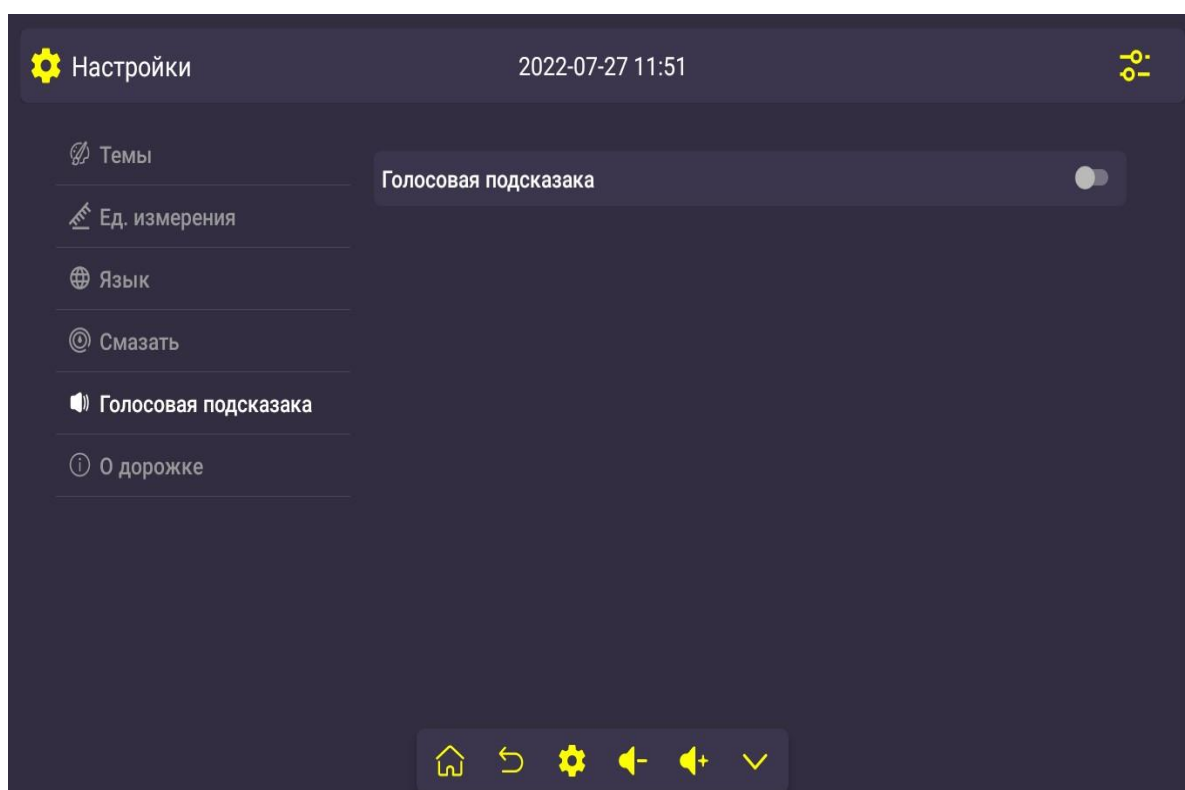 Настройки
2022-07-27 11:51
Темы
Ед. измерения
Язык
Смазать
Голосовая подсказака
О дорожке
Голосовая подсказака